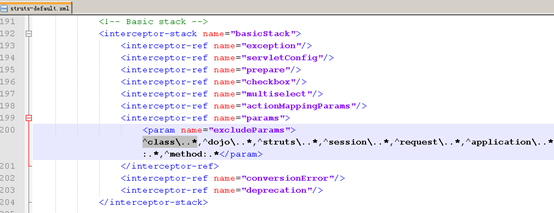 struts-default.xml
191 <!-- Basic stack -->
192 <interceptor-stack name="basicStack">
193 <interceptor-ref name="exception"/>
194 <interceptor-ref name="servletConfig"/>
195 <interceptor-ref name="prepare"/>
196 <interceptor-ref name="checkbox"/>
197 <interceptor-ref name="multiselect"/>
198 <interceptor-ref name="actionMappingParams"/>
199 <interceptor-ref name="params">
200 <param name="excludeParams">
^class\..*,^dojo\..*,^struts\..*,^session\..*,^request\..*,^application\..*
:.*,^method:.*</param>
201 </interceptor-ref>
202 <interceptor-ref name="conversionError"/>
203 <interceptor-ref name="deprecation"/>
204 </interceptor-stack>